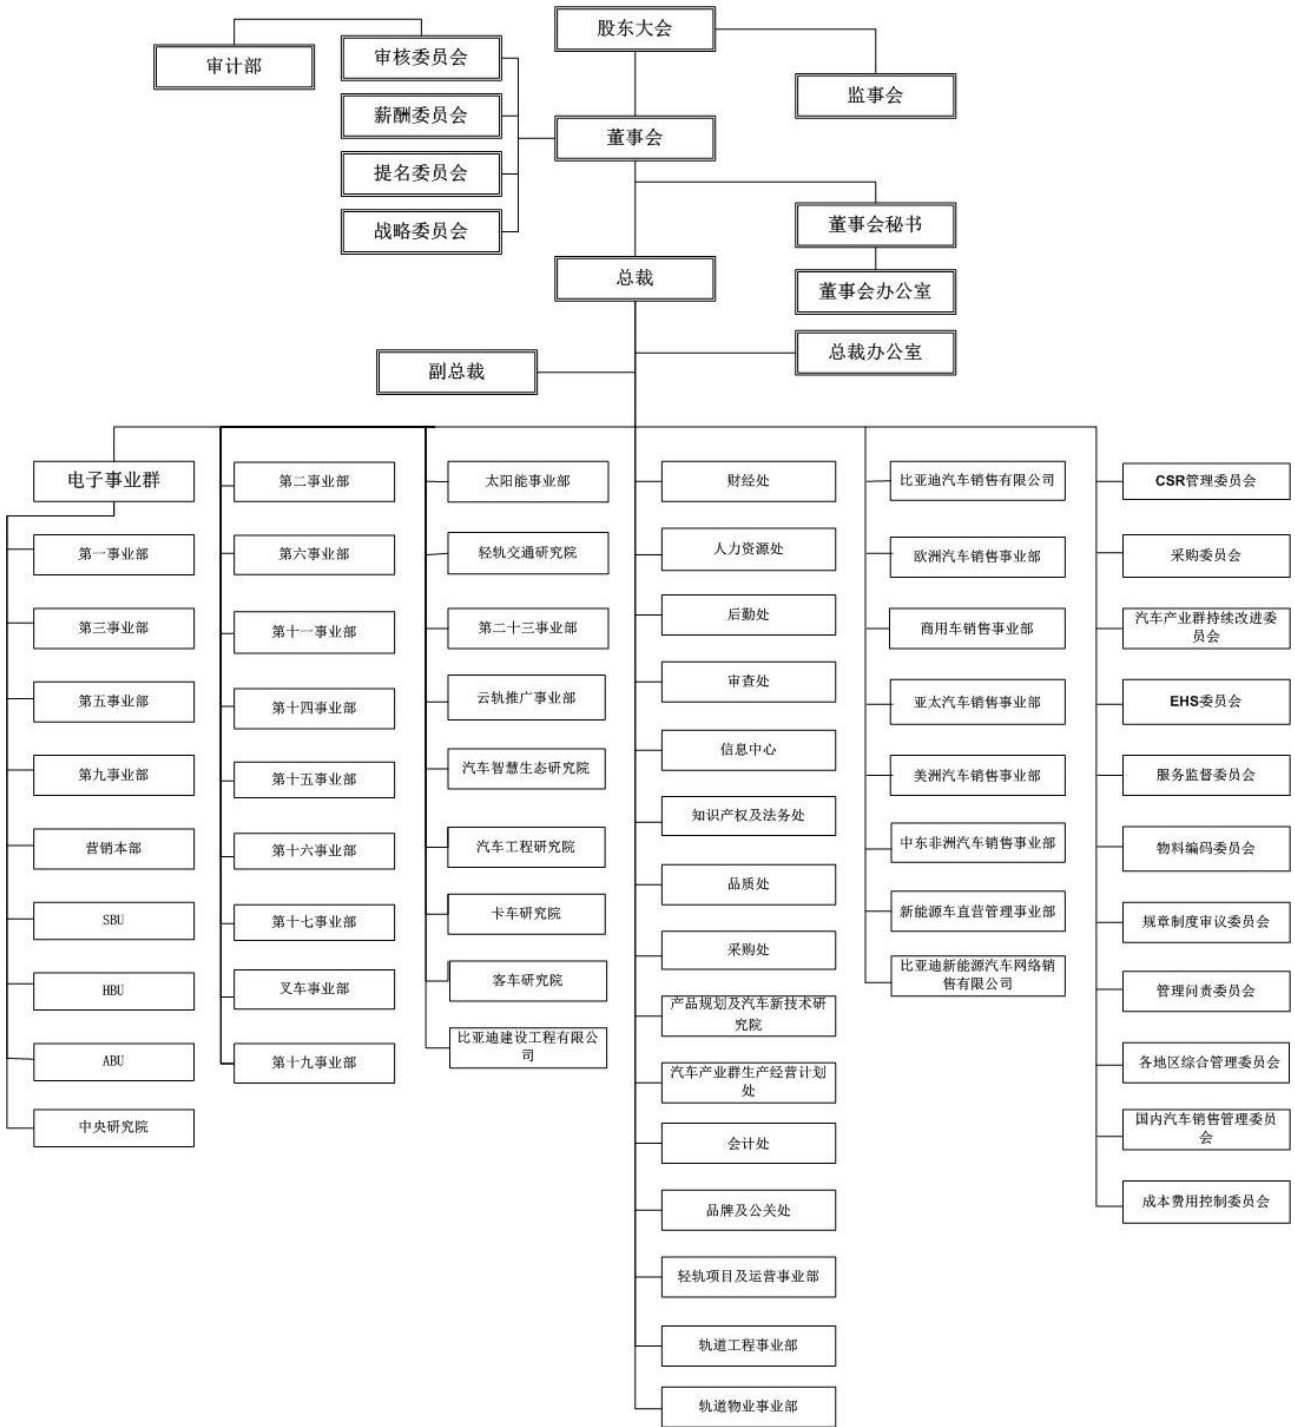 股东大会
审核委员会
审计部
监事会
薪酬委员会
董事会
提名委员会
战略委员会
董事会秘书
总裁
董事会办公室
总裁办公室
副总裁
电子事业群
第一事业部
第三事业部
第五事业部
第九事业部
营销本部
SBU
HBU
ABU
中央研究院
第二事业部
第六事业部
第十一事业部
第十四事业部
第十五事业部
第十六事业部
第十七事业部
叉车事业部
第十九事业部
太阳能事业部
轻轨交通研究院
第二十三事业部
云轨推广事业部
汽车智慧生态研究院
汽车工程研究院
卡车研究院
客车研究院
比亚迪建设工程有限公
司
财经处
人力资源处
后勤处
审查处
信息中心
知识产权及法务处
品质处
采购处
产品规划及汽车新技术研
究院
汽车产业群生产经营计划
处
会计处
品牌及公关处
轻轨项目及运营事业部
轨道工程事业部
轨道物业事业部
比亚迪汽车销售有限公司
欧洲汽车销售事业部
商用车销售事业部
亚太汽车销售事业部
美洲汽车销售事业部
中东非洲汽车销售事业部
新能源车直营管理事业部
比亚迪新能源汽车网络销
售有限公司
CSR管理委员会
采购委员会
汽车产业群持续改进委
员会
EHS委员会
服务监督委员会
物料编码委员会
规章制度审议委员会
管理问责委员会
各地区综合管理委员会
国内汽车销售管理委员
会
成本费用控制委员会